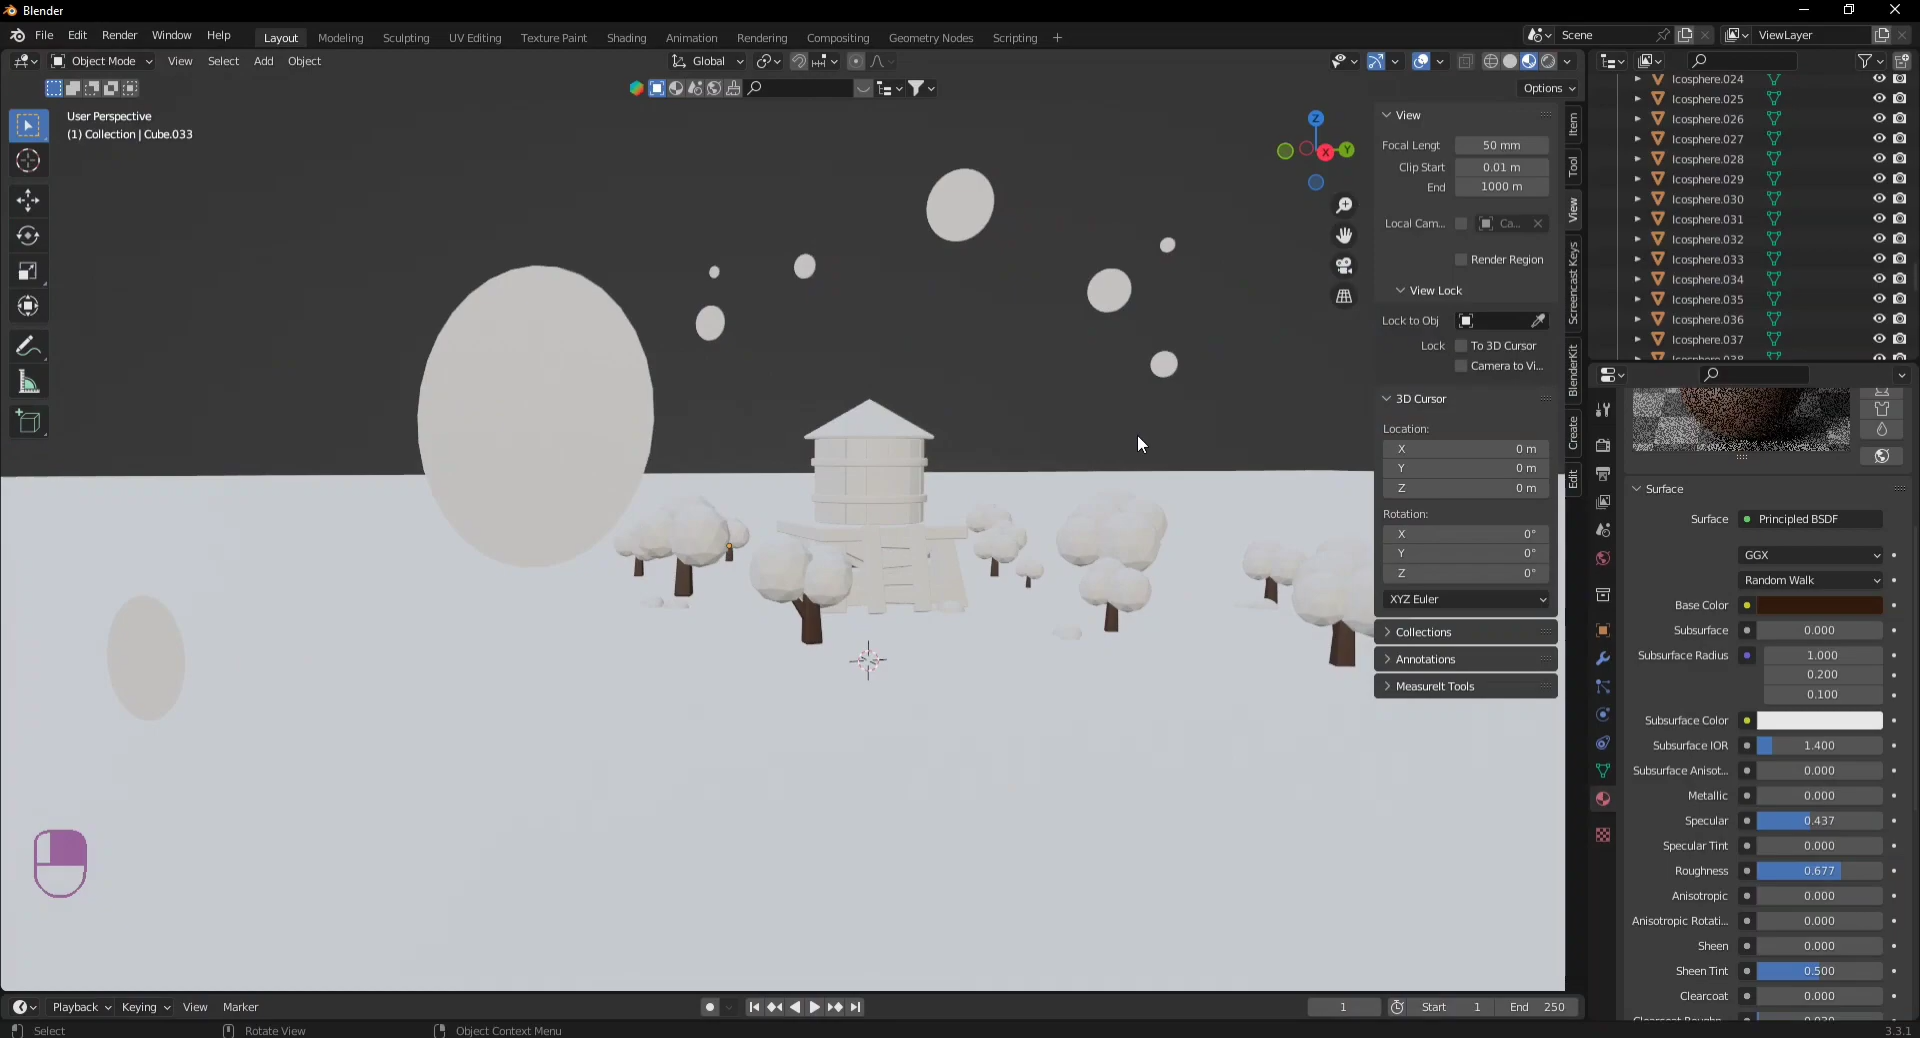 Blender
File Edit Render Window Help Layout Modeling Sculpting UV Editing Texture Paint Shading Animation Rendering Compositing Geometry Nodes Scripting + Scene ViewLayer
Object Mode View Select Add Object Global
Options
User Perspective
(1) Collection | Cube.033
Z
X
Y
View
Focal Lengt 50 mm
Clip Start 0.01 m
End 1000 m
Local Cam... Ca...
Render Region
View Lock
Lock to Obj
Lock To 3D Cursor
Camera to Vi...
3D Cursor
Location:
X 0 m
Y 0 m
Z 0 m
Rotation:
X 0°
Y 0°
Z 0°
XYZ Euler
Collections
Annotations
MeasureIt Tools
Item
Tool
View
Screencast Keys
BlenderKit
Create
Edit
Icosphere.024
Icosphere.025
Icosphere.026
Icosphere.027
Icosphere.028
Icosphere.029
Icosphere.030
Icosphere.031
Icosphere.032
Icosphere.033
Icosphere.034
Icosphere.035
Icosphere.036
Icosphere.037
Icosphere.038
Surface
Surface Principled BSDF
GGX
Random Walk
Base Color
Subsurface 0.000
Subsurface Radius 1.000
0.200
0.100
Subsurface Color
Subsurface IOR 1.400
Subsurface Anisot... 0.000
Metallic 0.000
Specular 0.437
Specular Tint 0.000
Roughness 0.677
Anisotropic 0.000
Anisotropic Rotati... 0.000
Sheen 0.000
Sheen Tint 0.500
Clearcoat 0.000
Clearcoat Roughn... 0.030
Playback Keying View Marker 1 Start 1 End 250
Select Rotate View Object Context Menu 3.3.1